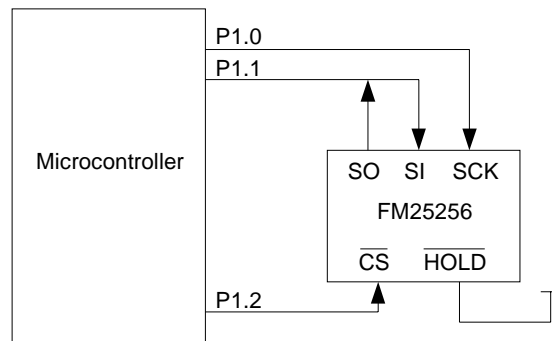 P1.0
P1.1
Microcontroller
SO SI SCK
FM25256
CS HOLD
P1.2